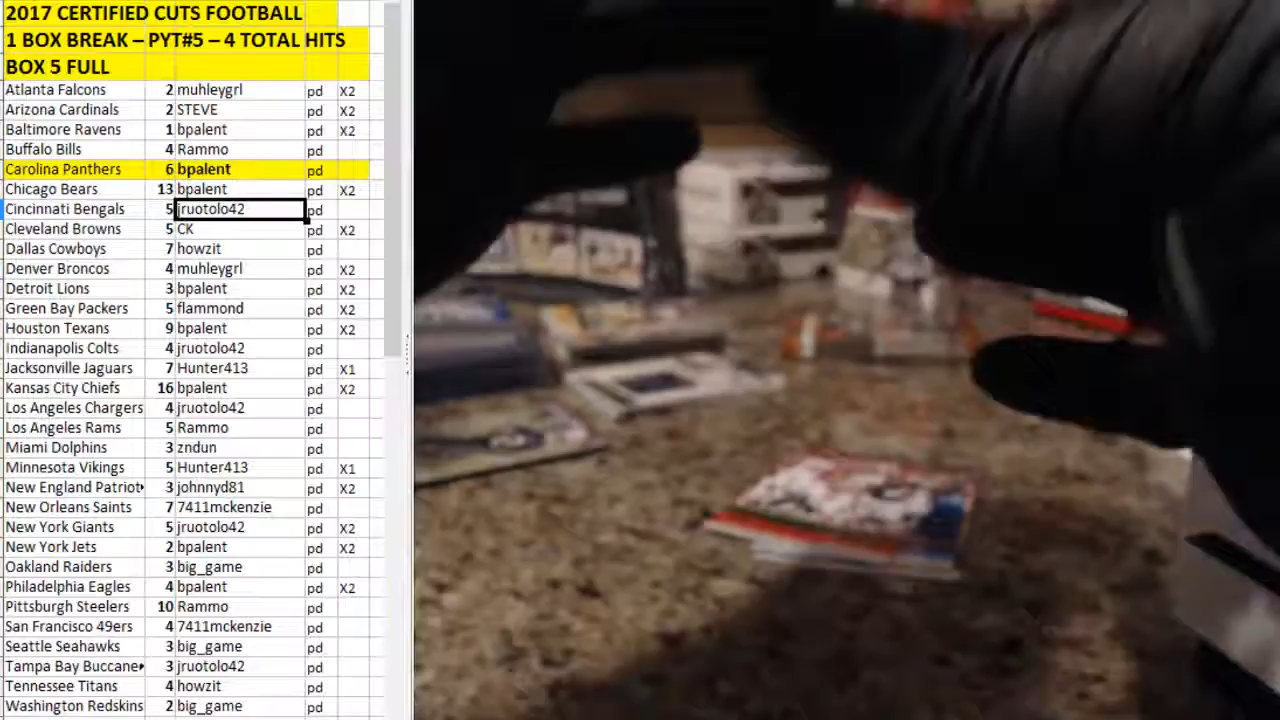 2017 CERTIFIED CUTS FOOTBALL
1 BOX BREAK – PYT#5 – 4 TOTAL HITS
BOX 5 FULL
Atlanta Falcons 2 muhleygrl pd X2
Arizona Cardinals 2 STEVE pd X2
Baltimore Ravens 1 bpalent pd X2
Buffalo Bills 4 Rammo pd
Carolina Panthers 6 bpalent pd
Chicago Bears 13 bpalent pd X2
Cincinnati Bengals 5 jruotolo42 pd
Cleveland Browns 5 CK pd X2
Dallas Cowboys 7 howzit pd
Denver Broncos 4 muhleygrl pd X2
Detroit Lions 3 bpalent pd X2
Green Bay Packers 5 flammond pd X2
Houston Texans 9 bpalent pd X2
Indianapolis Colts 4 jruotolo42 pd
Jacksonville Jaguars 7 Hunter413 pd X1
Kansas City Chiefs 16 bpalent pd X2
Los Angeles Chargers 4 jruotolo42 pd
Los Angeles Rams 5 Rammo pd
Miami Dolphins 3 zndun pd
Minnesota Vikings 5 Hunter413 pd X1
New England Patriot 3 johnnyd81 pd X2
New Orleans Saints 7 7411mckenzie pd
New York Giants 5 jruotolo42 pd X2
New York Jets 2 bpalent pd X2
Oakland Raiders 3 big_game pd
Philadelphia Eagles 4 bpalent pd X2
Pittsburgh Steelers 10 Rammo pd
San Francisco 49ers 4 7411mckenzie pd
Seattle Seahawks 3 big_game pd
Tampa Bay Buccane 3 jruotolo42 pd
Tennessee Titans 4 howzit pd
Washington Redskins 2 big_game pd